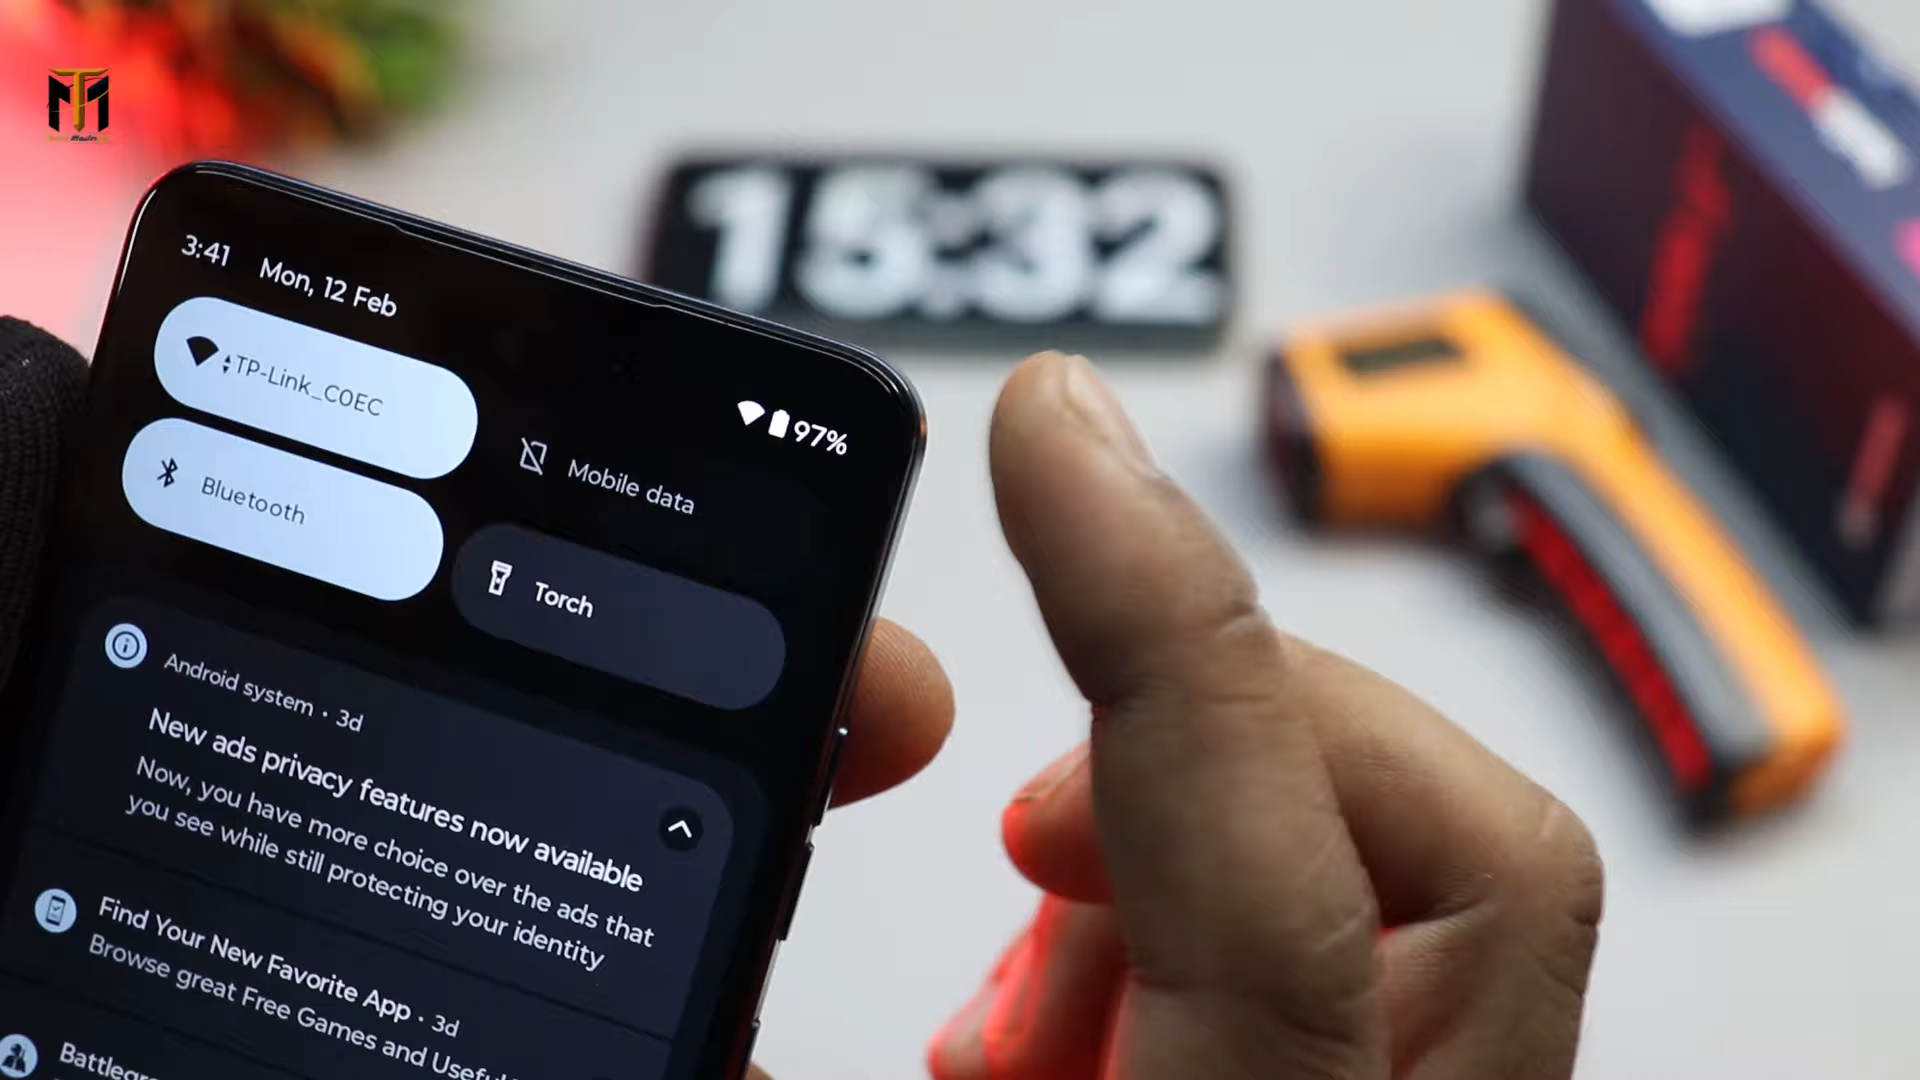 15:32
3:41 Mon, 12 Feb
97%
TP-Link_C0EC
Mobile data
Bluetooth
Torch
Android system · 3d
New ads privacy features now available
Now, you have more choice over the ads that
you see while still protecting your identity
Find Your New Favorite App · 3d
Browse great Free Games and Useful